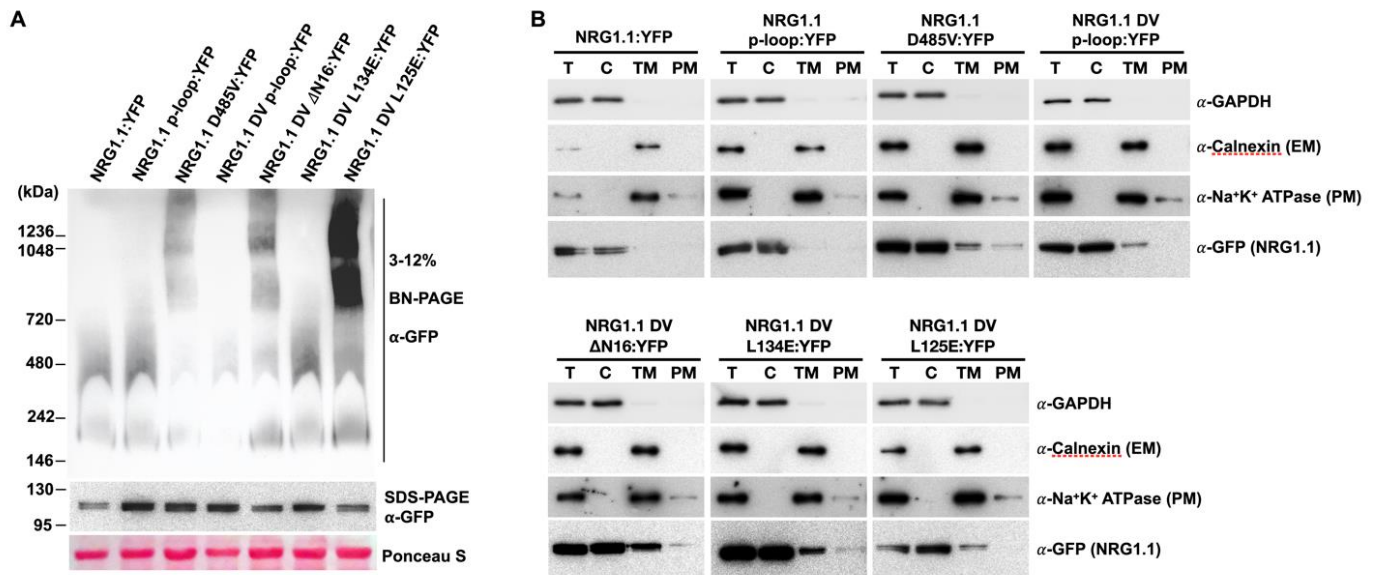 A
NRG1.1:YFP
NRG1.1 p-loop:YFP
NRG1.1 D485V:YFP
NRG1.1 DV p-loop:YFP
NRG1.1 DV ΔN16:YFP
NRG1.1 DV L134E:YFP
NRG1.1 DV L125E:YFP
(kDa)
1236
1048
720
480
242
146
3-12%
BN-PAGE
α-GFP
130
95
SDS-PAGE
α-GFP
Ponceau S
B
NRG1.1:YFP
NRG1.1
p-loop:YFP
NRG1.1
D485V:YFP
NRG1.1 DV
p-loop:YFP
T C TM PM T C TM PM T C TM PM T C TM PM
α-GAPDH
α-Calnexin (EM)
α-Na⁺K⁺ ATPase (PM)
α-GFP (NRG1.1)
NRG1.1 DV
ΔN16:YFP
NRG1.1 DV
L134E:YFP
NRG1.1 DV
L125E:YFP
T C TM PM T C TM PM T C TM PM
α-GAPDH
α-Calnexin (EM)
α-Na⁺K⁺ ATPase (PM)
α-GFP (NRG1.1)